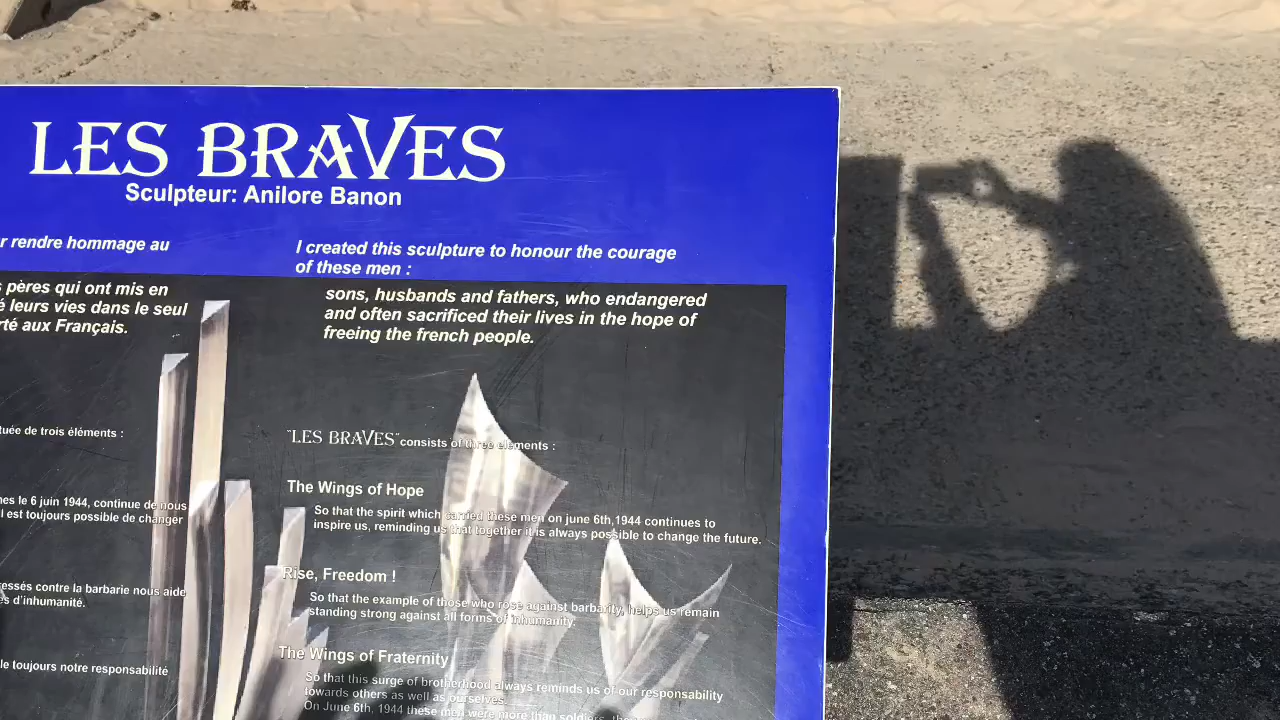 LES BRAVES
Sculpteur: Anilore Banon
r rendre hommage au
pères qui ont mis en
leurs vies dans le seul
rté aux Français.
I created this sculpture to honour the courage
of these men :
sons, husbands and fathers, who endangered
and often sacrificed their lives in the hope of
freeing the french people.
tuée de trois éléments :
nes le 6 juin 1944, continue de nous
l est toujours possible de changer
ressés contre la barbarie nous aide
es d'inhumanité.
le toujours notre responsabilité
"LES BRAVES" consists of three elements :
The Wings of Hope
So that the spirit which carried these men on june 6th,1944 continues to
inspire us, reminding us that together it is always possible to change the future.
Rise, Freedom !
So that the example of those who rose against barbarity, helps us remain
standing strong against all forms of inhumanity.
The Wings of Fraternity
So that this surge of brotherhood always reminds us of our responsibility
towards others as well as ourselves.
On June 6th, 1944 these men were more than soldiers,